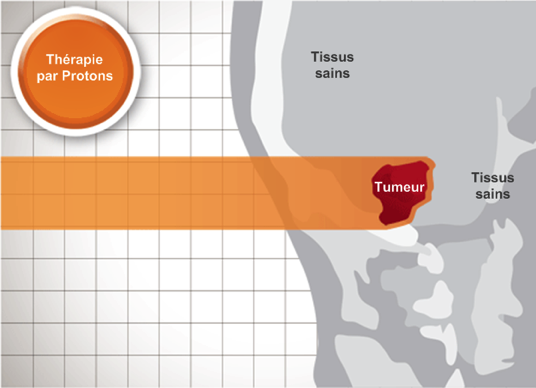 Thérapie
par Protons
Tissus
sains
Tumeur
Tissus
sains